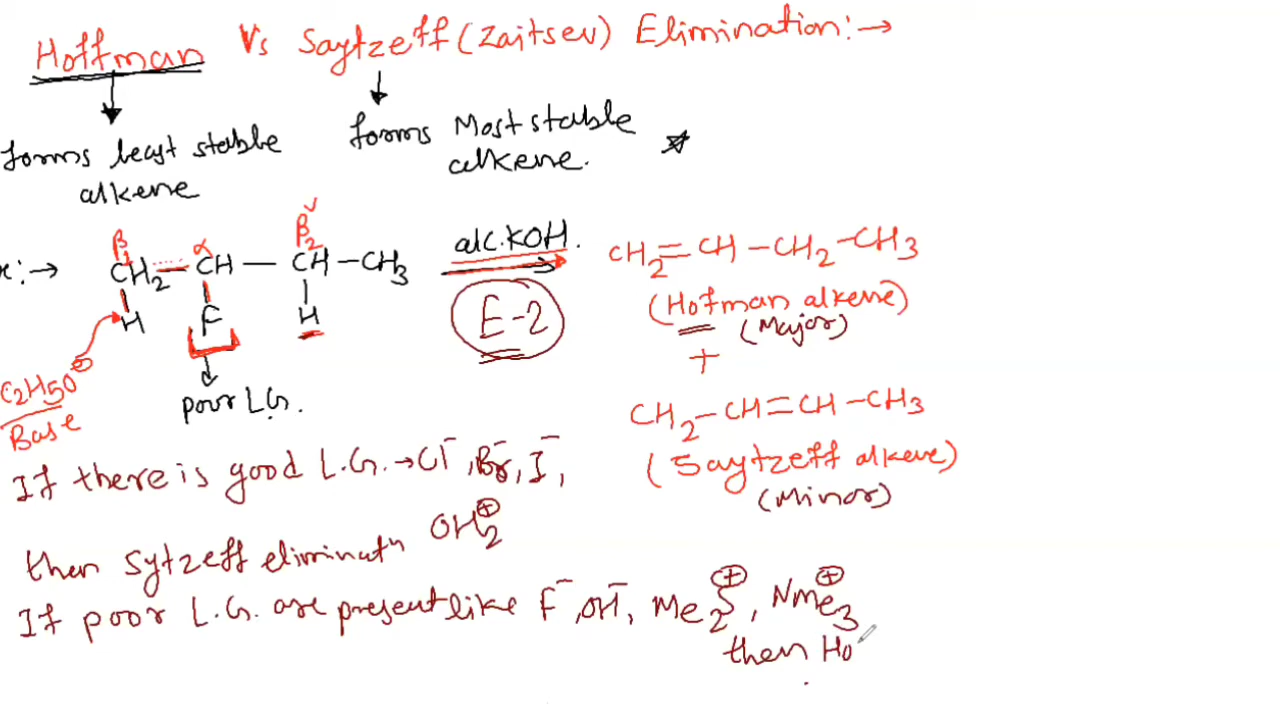 Hoffman Vs Saytzeff (Zaitsev) Elimination:→
forms least stable alkene
forms Most stable alkene.
x:→
β1 α β2
CH2 — CH — CH — CH3
H F H
alc.KOH.
E-2
CH2=CH–CH2–CH3
(Hofman alkene)
(Major)
+
CH2–CH=CH–CH3
(Saytzeff alkene)
(Minor)
C2H5O⊖
Base
poor L.G.
If there is good L.G.→Cl⁻, Br⁻, I⁻,
OH2⊕
then Sytzeff eliminatn
If poor L.G. are present like F⁻, OH⁻, Me2S⊕, NMe3⊕
then Ho